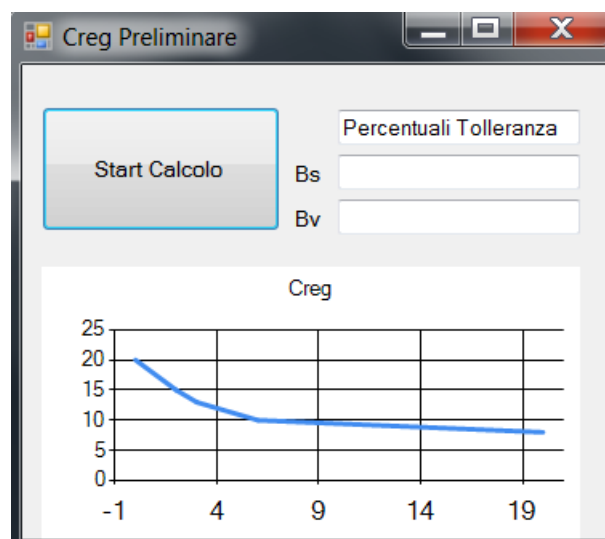 Creg Preliminare
Percentuali Tolleranza
Start Calcolo
Bs
Bv
Creg
25
20
15
10
5
0
-1 4 9 14 19